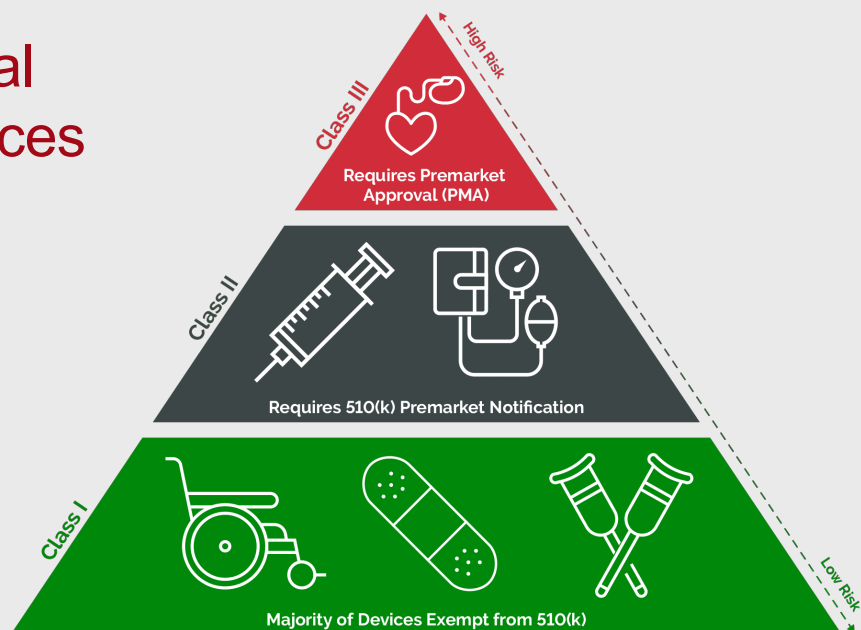 al
ces
High Risk
Class III
Requires Premarket
Approval (PMA)
Class II
Requires 510(k) Premarket Notification
Class I
Low Risk
Majority of Devices Exempt from 510(k)